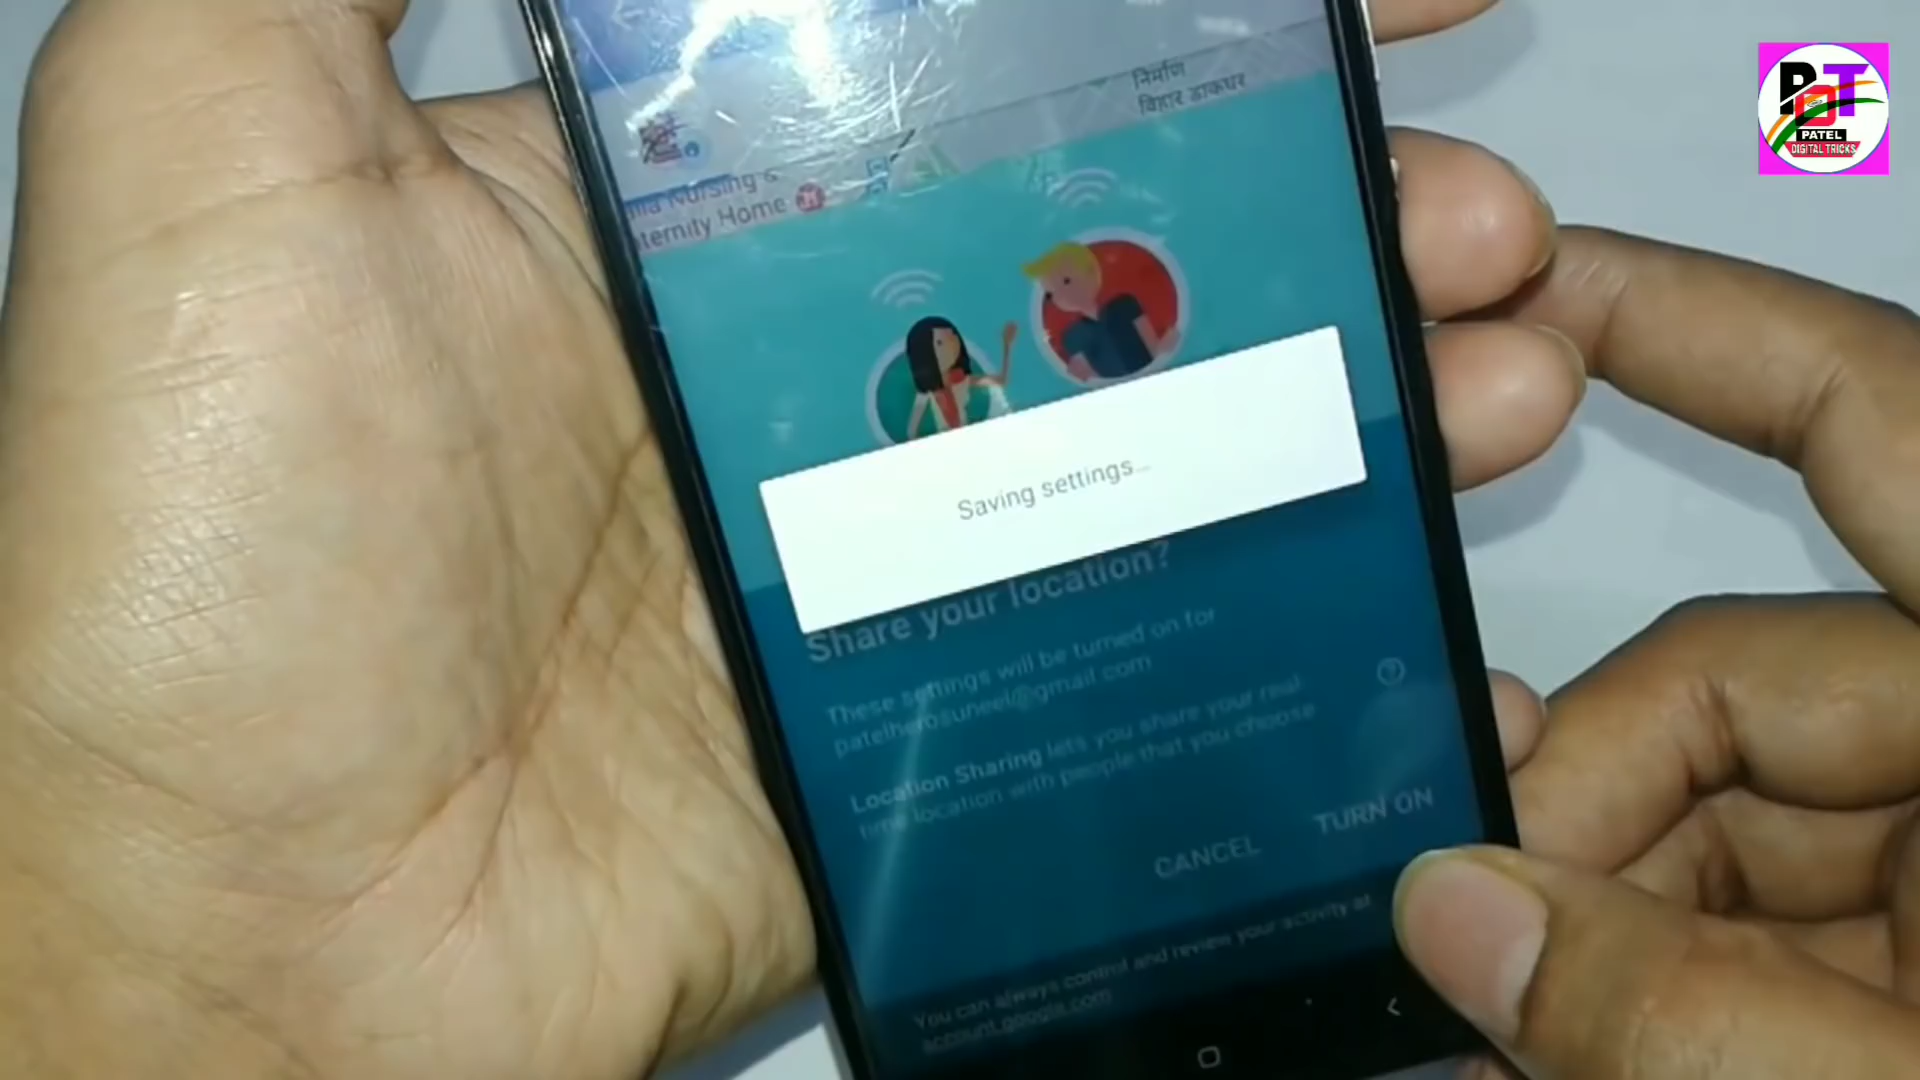 निर्माण
विहार डाकघर
Nursing &
ternity Home
M
Saving settings...
Share your location?
These settings will be turned on for
patelherosuneel@gmail.com
Location Sharing lets you share your real-
time location with people that you choose
CANCEL
TURN ON
You can always control and review your activity at
account.google.com
PDT
PATEL
DIGITAL TRICKS